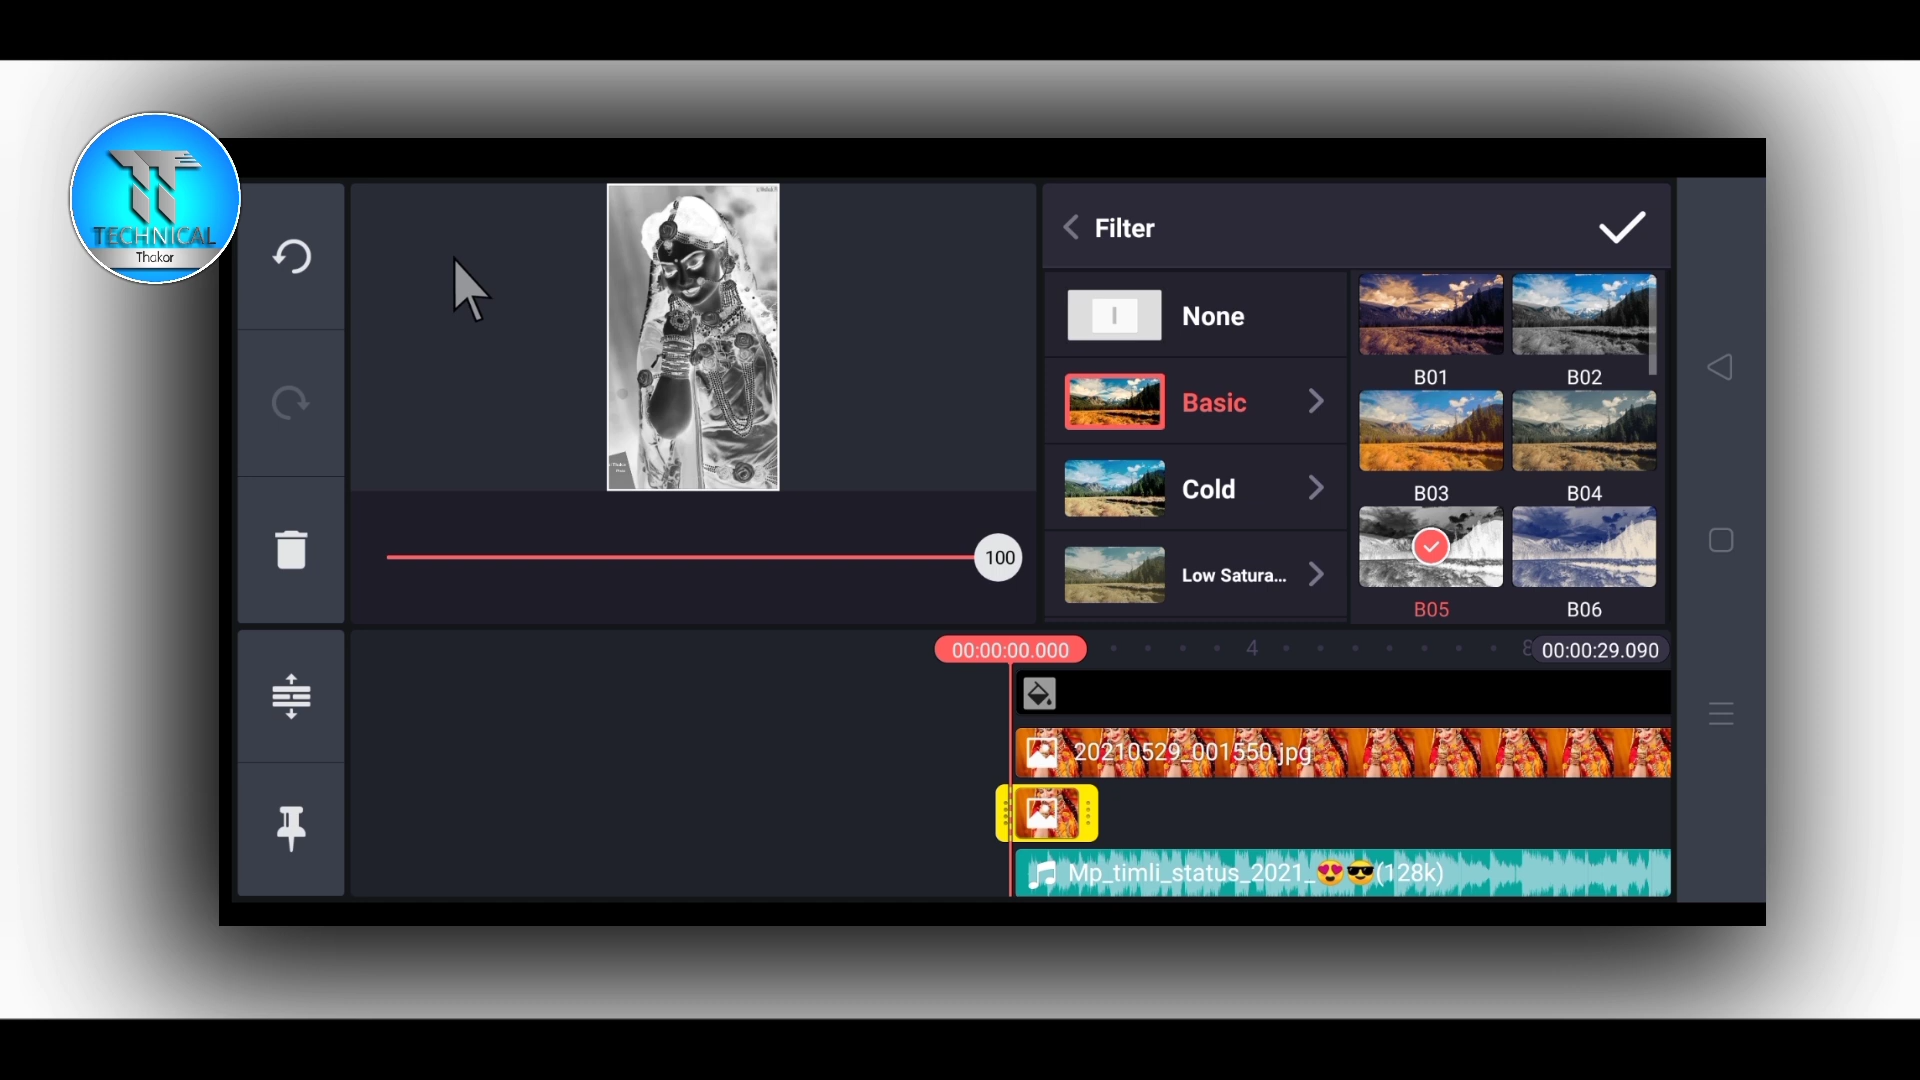 TECHNICAL
Thakor
Filter
None
Basic
Cold
Low Satura...
B01
B02
B03
B04
B05
B06
100
00:00:00.000
4
8
00:00:29.090
20210529_001550.jpg
Mp_timli_status_2021_😍😎(128k)